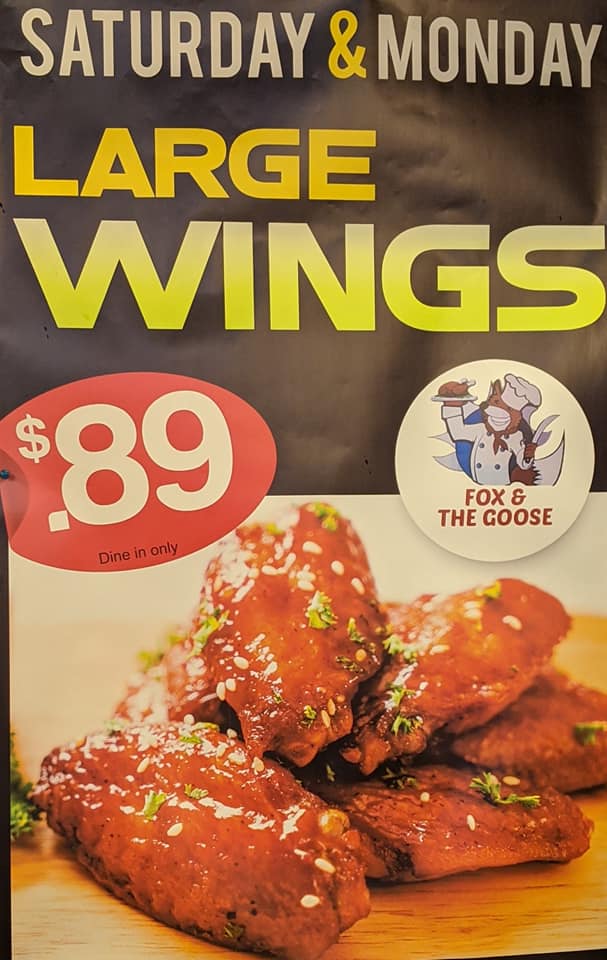 SATURDAY & MONDAY
LARGE
WINGS
$.89
Dine in only
FOX &
THE GOOSE